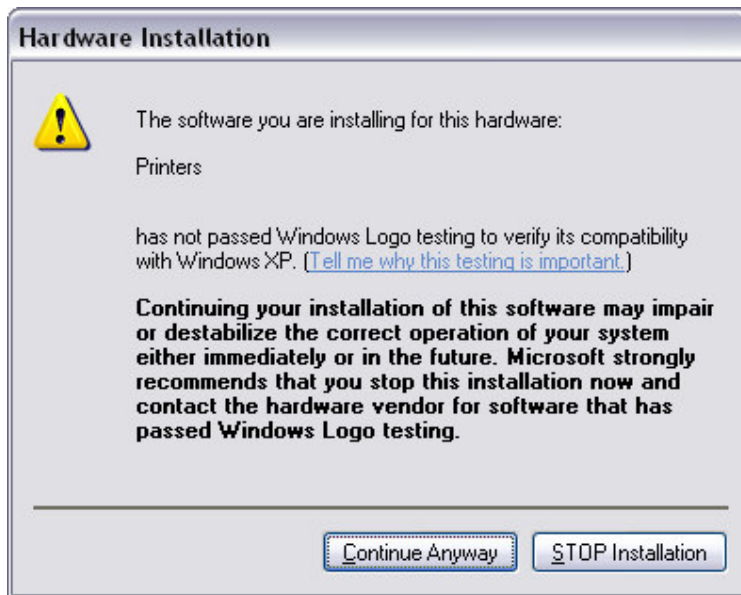 Hardware Installation
The software you are installing for this hardware:
Printers
has not passed Windows Logo testing to verify its compatibility
with Windows XP. (Tell me why this testing is important.)
Continuing your installation of this software may impair
or destabilize the correct operation of your system
either immediately or in the future. Microsoft strongly
recommends that you stop this installation now and
contact the hardware vendor for software that has
passed Windows Logo testing.
Continue Anyway
STOP Installation